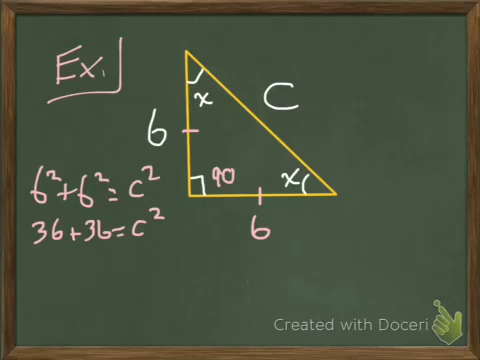 Ex.
x
C
6
90
x
6
6²+6²=c²
36+36=c²
Created with Doceri